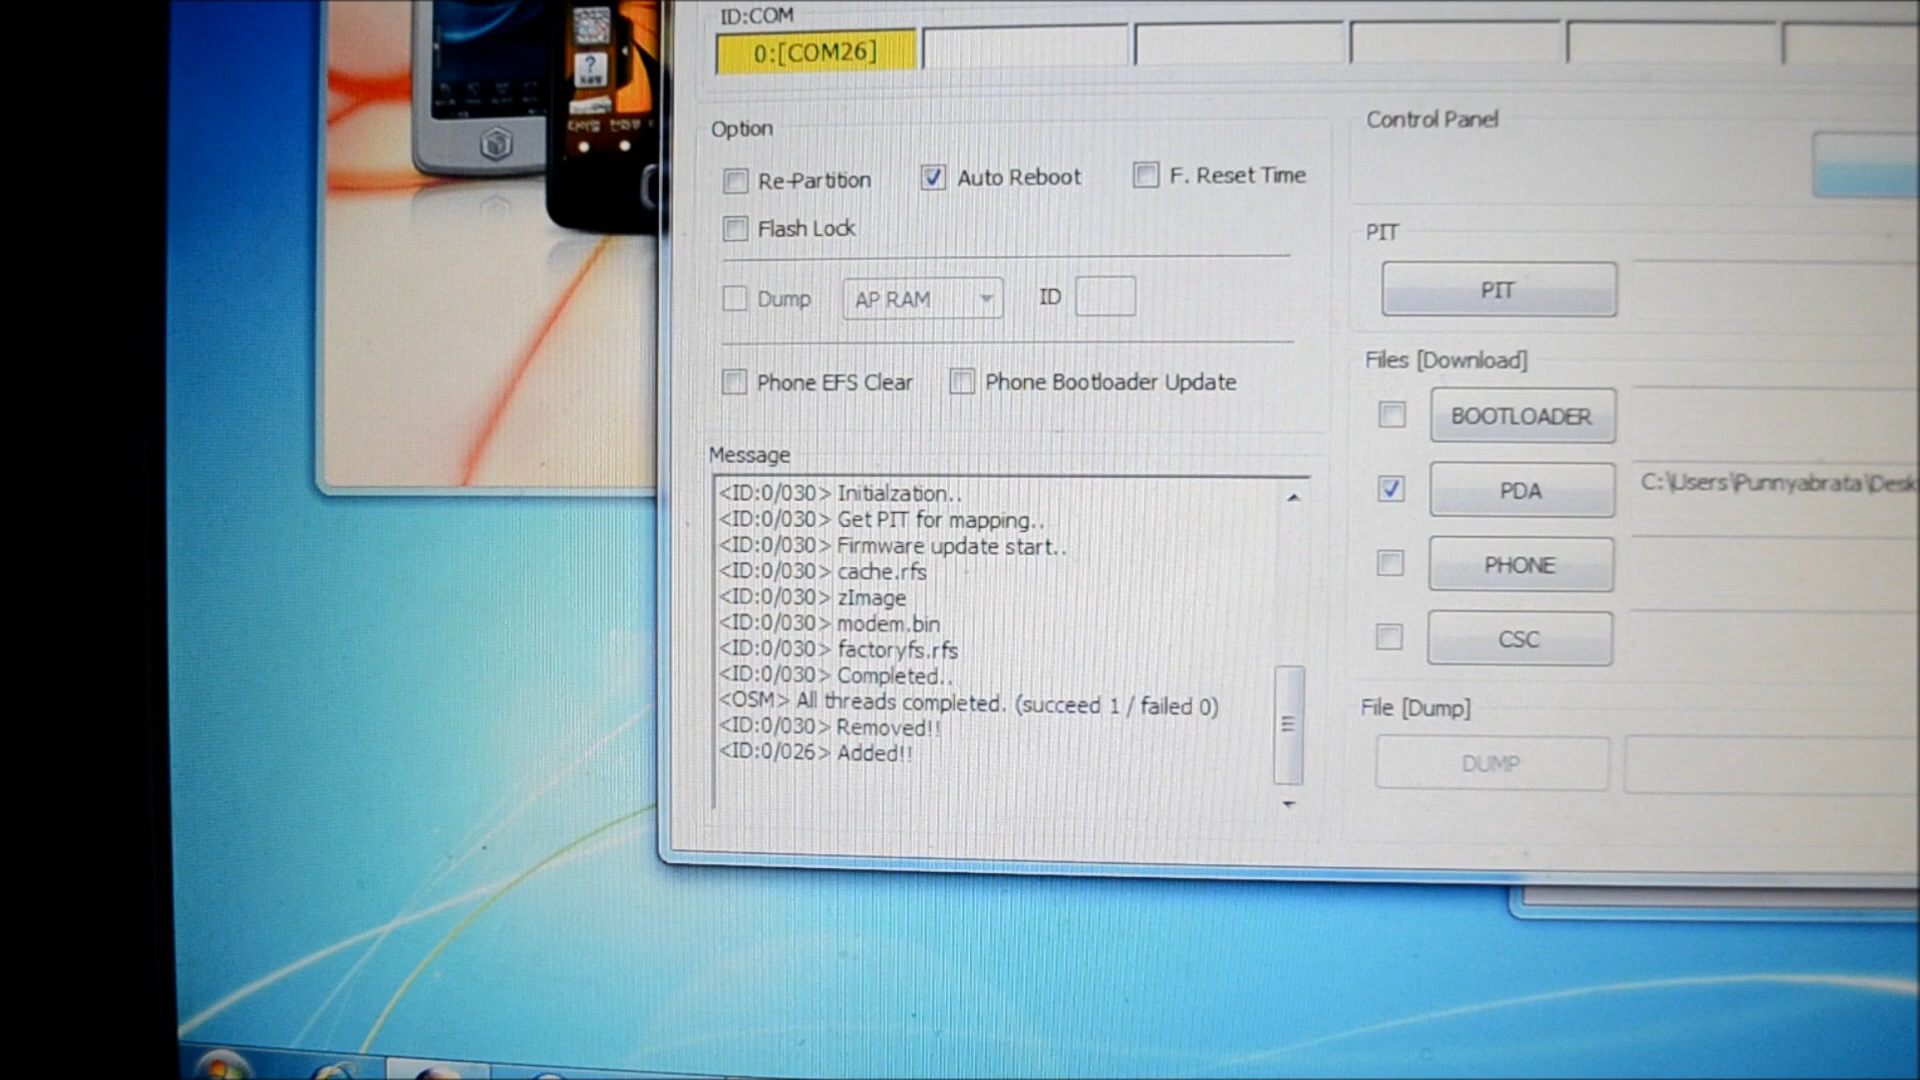 ID:COM
0:[COM26]
Option
Control Panel
Re-Partition
Auto Reboot
F. Reset Time
Flash Lock
PIT
PIT
Dump
AP RAM
ID
Files [Download]
Phone EFS Clear
Phone Bootloader Update
BOOTLOADER
Message
PDA
C:\Users\Punnyabrata\Desk
<ID:0/030> Initialzation..
<ID:0/030> Get PIT for mapping..
<ID:0/030> Firmware update start..
<ID:0/030> cache.rfs
<ID:0/030> zImage
<ID:0/030> modem.bin
<ID:0/030> factoryfs.rfs
<ID:0/030> Completed..
<OSM> All threads completed. (succeed 1 / failed 0)
<ID:0/030> Removed!!
<ID:0/026> Added!!
PHONE
CSC
File [Dump]
DUMP